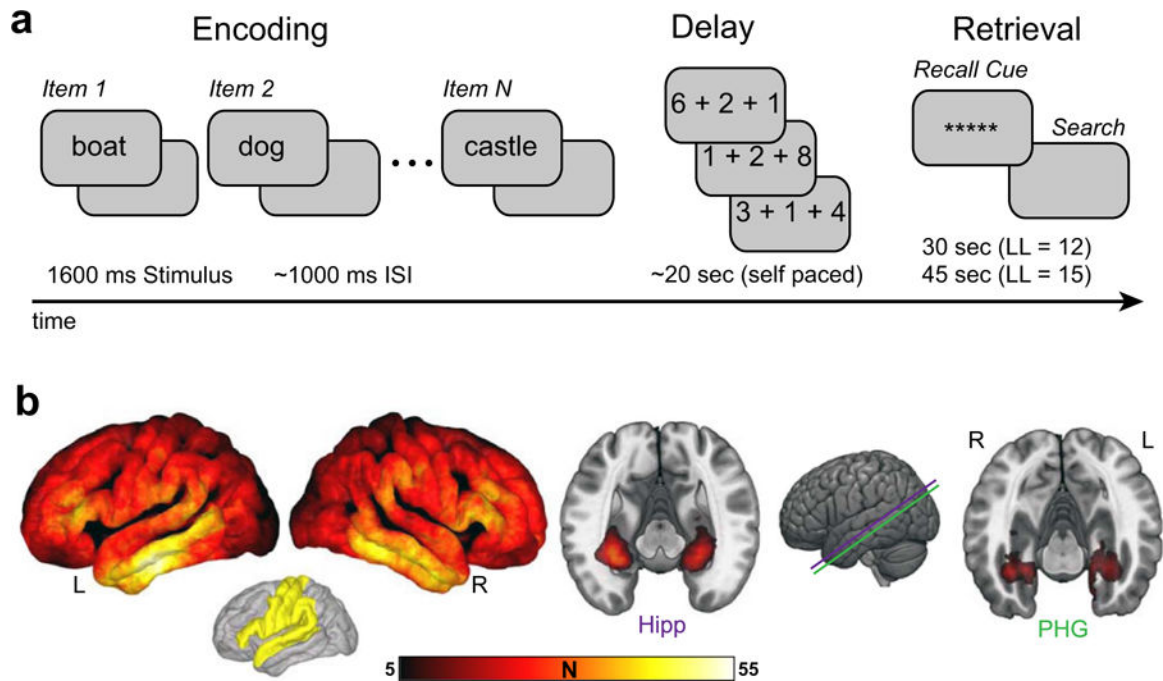 a
Encoding
Delay
Retrieval
Item 1
Item 2
Item N
Recall Cue
boat
dog
...
castle
6 + 2 + 1
1 + 2 + 8
3 + 1 + 4
*****
Search
1600 ms Stimulus
~1000 ms ISI
~20 sec (self paced)
30 sec (LL = 12)
45 sec (LL = 15)
time
b
L
R
Hipp
R
L
PHG
5
N
55